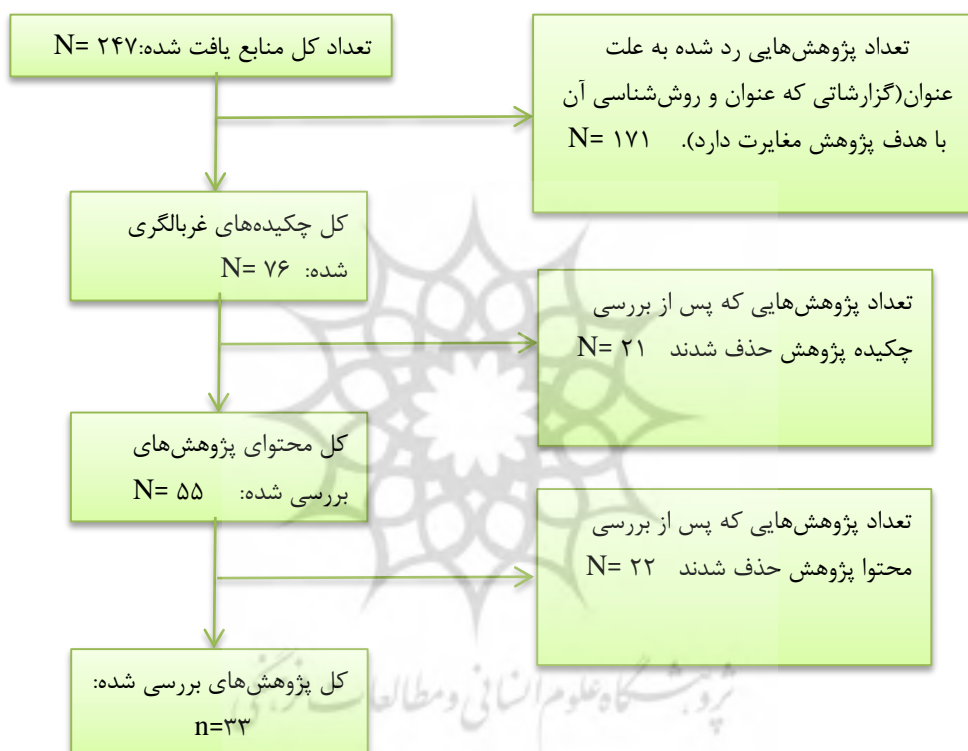 تعداد کل منابع یافت شده:N= ۲۴۷
تعداد پژوهش‌هایی رد شده به علت
عنوان(گزارشاتی که عنوان و روش‌شناسی آن
با هدف پژوهش مغایرت دارد). N= ۱۷۱
کل چکیده‌های غربالگری
شده: N= ۷۶
تعداد پژوهش‌هایی که پس از بررسی
چکیده پژوهش حذف شدند N= ۲۱
کل محتوای پژوهش‌های
بررسی شده: N= ۵۵
تعداد پژوهش‌هایی که پس از بررسی
محتوا پژوهش حذف شدند N= ۲۲
کل پژوهش‌های بررسی شده:
n=۳۳
پژوهشگاه علوم انسانی و مطالعات فرهنگی